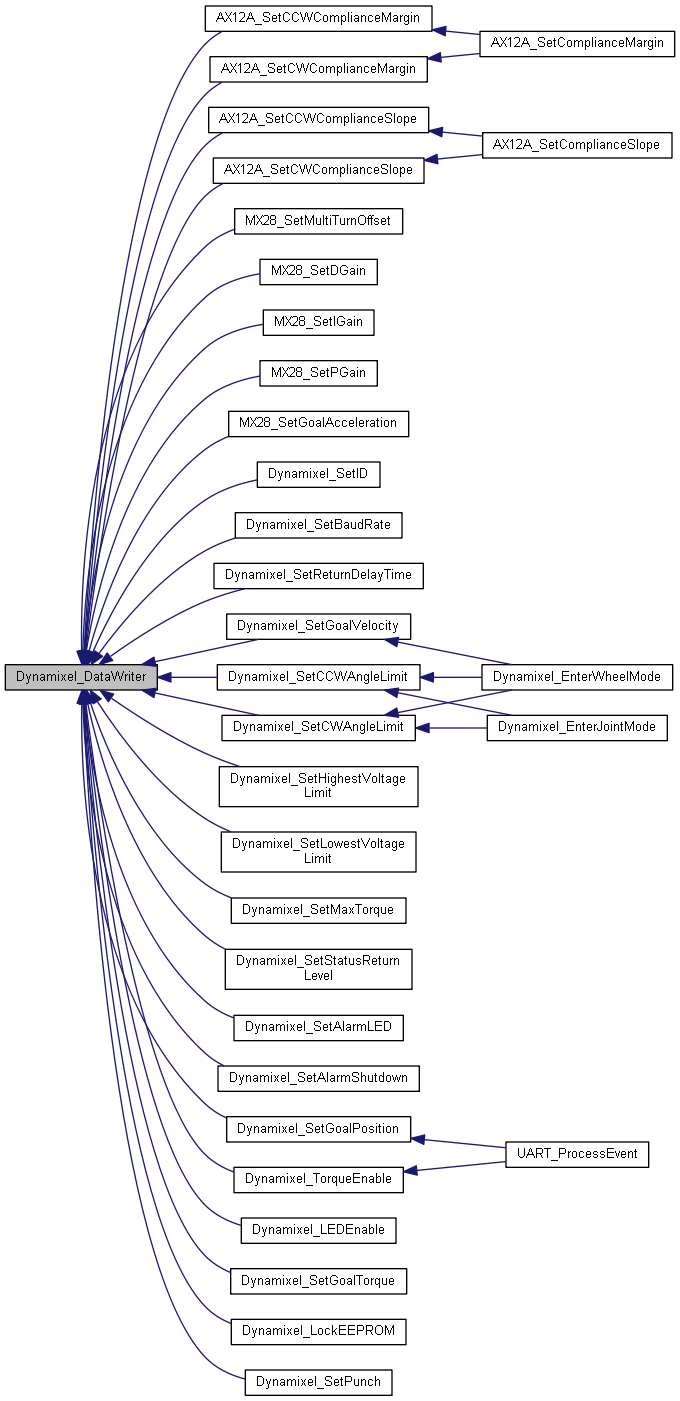 AX12A_SetCCWComplianceMargin
AX12A_SetComplianceMargin
AX12A_SetCWComplianceMargin
AX12A_SetCCWComplianceSlope
AX12A_SetComplianceSlope
AX12A_SetCWComplianceSlope
MX28_SetMultiTurnOffset
MX28_SetDGain
MX28_SetIGain
MX28_SetPGain
MX28_SetGoalAcceleration
Dynamixel_SetID
Dynamixel_SetBaudRate
Dynamixel_SetReturnDelayTime
Dynamixel_SetGoalVelocity
Dynamixel_DataWriter
Dynamixel_SetCCWAngleLimit
Dynamixel_EnterWheelMode
Dynamixel_SetCWAngleLimit
Dynamixel_EnterJointMode
Dynamixel_SetHighestVoltage
Limit
Dynamixel_SetLowestVoltage
Limit
Dynamixel_SetMaxTorque
Dynamixel_SetStatusReturn
Level
Dynamixel_SetAlarmLED
Dynamixel_SetAlarmShutdown
Dynamixel_SetGoalPosition
UART_ProcessEvent
Dynamixel_TorqueEnable
Dynamixel_LEDEnable
Dynamixel_SetGoalTorque
Dynamixel_LockEEPROM
Dynamixel_SetPunch